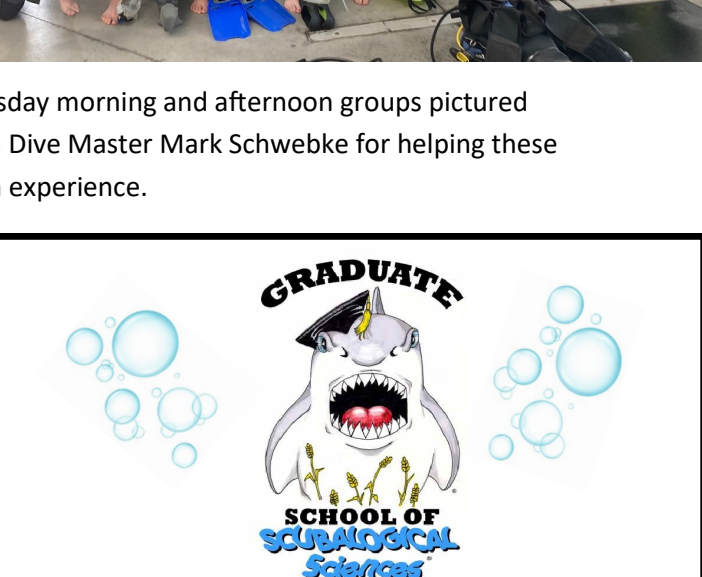 sday morning and afternoon groups pictured
Dive Master Mark Schwebke for helping these
experience.
GRADUATE
SCHOOL OF
SCUBALOGICAL
Sciences